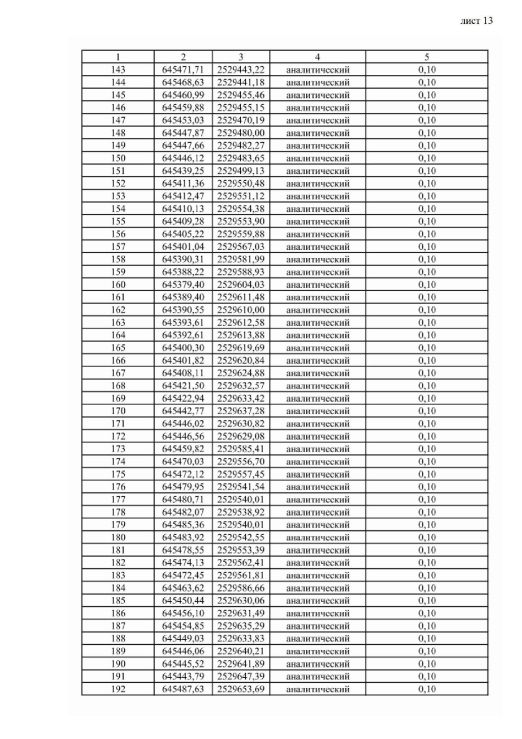 лист 13
1 2 3 4 5
143 645471,71 2529443,22 аналитический 0,10
144 645468,63 2529441,18 аналитический 0,10
145 645460,99 2529455,46 аналитический 0,10
146 645459,88 2529455,15 аналитический 0,10
147 645453,03 2529470,19 аналитический 0,10
148 645447,87 2529480,00 аналитический 0,10
149 645447,66 2529482,27 аналитический 0,10
150 645446,12 2529483,65 аналитический 0,10
151 645439,25 2529499,13 аналитический 0,10
152 645411,36 2529550,48 аналитический 0,10
153 645412,47 2529551,12 аналитический 0,10
154 645410,13 2529554,38 аналитический 0,10
155 645409,28 2529553,90 аналитический 0,10
156 645405,22 2529559,88 аналитический 0,10
157 645401,04 2529567,03 аналитический 0,10
158 645390,31 2529581,99 аналитический 0,10
159 645388,22 2529588,93 аналитический 0,10
160 645379,40 2529604,03 аналитический 0,10
161 645389,40 2529611,48 аналитический 0,10
162 645390,55 2529610,00 аналитический 0,10
163 645393,61 2529612,58 аналитический 0,10
164 645392,61 2529613,88 аналитический 0,10
165 645400,30 2529619,69 аналитический 0,10
166 645401,82 2529620,84 аналитический 0,10
167 645408,11 2529624,88 аналитический 0,10
168 645421,50 2529632,57 аналитический 0,10
169 645422,94 2529633,42 аналитический 0,10
170 645442,77 2529637,28 аналитический 0,10
171 645446,02 2529630,82 аналитический 0,10
172 645446,56 2529629,08 аналитический 0,10
173 645459,82 2529585,41 аналитический 0,10
174 645470,03 2529556,70 аналитический 0,10
175 645472,12 2529557,45 аналитический 0,10
176 645479,95 2529541,54 аналитический 0,10
177 645480,71 2529540,01 аналитический 0,10
178 645482,07 2529538,92 аналитический 0,10
179 645485,36 2529540,01 аналитический 0,10
180 645483,92 2529542,55 аналитический 0,10
181 645478,55 2529553,39 аналитический 0,10
182 645474,13 2529562,41 аналитический 0,10
183 645472,45 2529561,81 аналитический 0,10
184 645463,62 2529586,66 аналитический 0,10
185 645450,44 2529630,06 аналитический 0,10
186 645456,10 2529631,49 аналитический 0,10
187 645454,85 2529635,29 аналитический 0,10
188 645449,03 2529633,83 аналитический 0,10
189 645446,06 2529640,21 аналитический 0,10
190 645445,52 2529641,89 аналитический 0,10
191 645443,79 2529647,39 аналитический 0,10
192 645487,63 2529653,69 аналитический 0,10